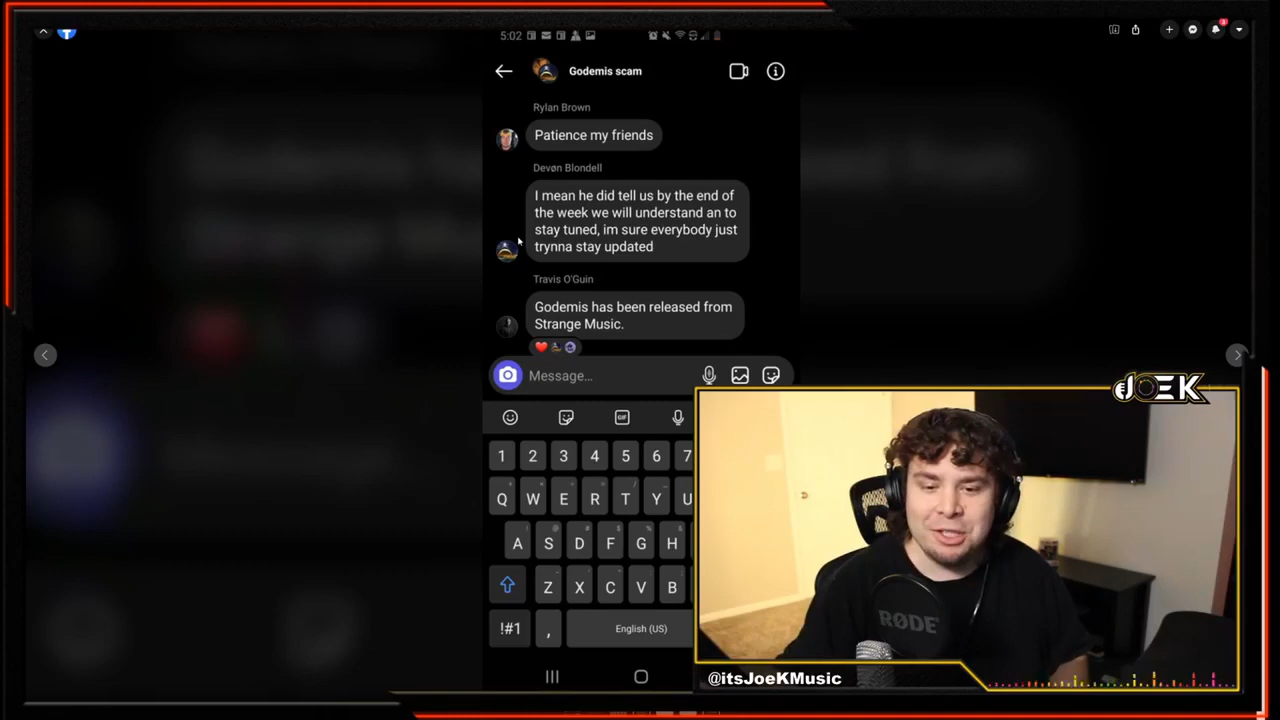 5:02
Godemis scam
Rylan Brown
Patience my friends
Devøn Blondell
I mean he did tell us by the end of
the week we will understand an to
stay tuned, im sure everybody just
trynna stay updated
Travis O'Guin
Godemis has been released from
Strange Music.
Message...
GIF
1 2 3 4 5 6 7
Q W E R T Y U
A S D F G H
Z X C V B
!#1 , English (US)
JOEK
RØDE
@itsJoeKMusic